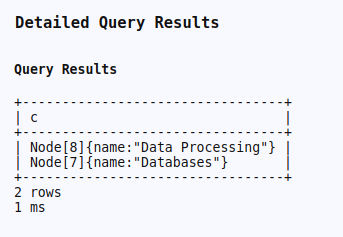 Detailed Query Results
Query Results
+---------------------------------+
| c                               |
+---------------------------------+
| Node[8]{name:"Data Processing"} |
| Node[7]{name:"Databases"}       |
+---------------------------------+
2 rows
1 ms